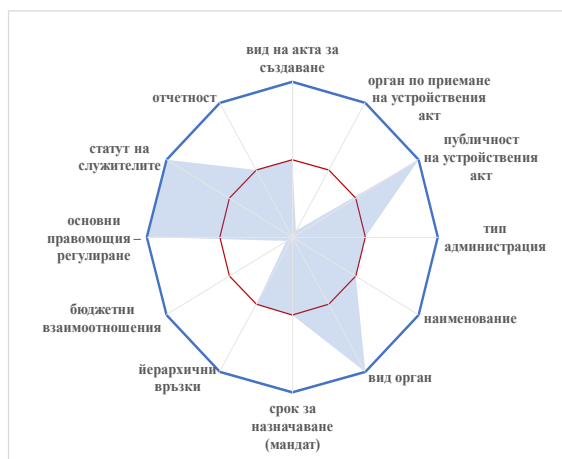 вид на акта за
създаване
орган по приемане
на устройствения
акт
публичност
на устройствения
акт
тип
администрация
наименование
вид орган
срок за
назначаване
(мандат)
йерархични
връзки
бюджетни
взаимоотношения
основни
правомощия –
регулиране
статут на
служителите
отчетност